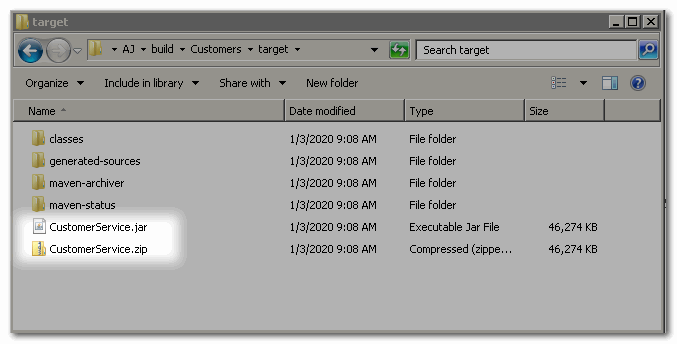 target
AJ build Customers target Search target
Organize Include in library Share with New folder
Name Date modified Type Size
classes 1/3/2020 9:08 AM File folder
generated-sources 1/3/2020 9:08 AM File folder
maven-archiver 1/3/2020 9:08 AM File folder
maven-status 1/3/2020 9:08 AM File folder
CustomerService.jar 1/3/2020 9:08 AM Executable Jar File 46,274 KB
CustomerService.zip 1/3/2020 9:08 AM Compressed (zippe... 46,274 KB